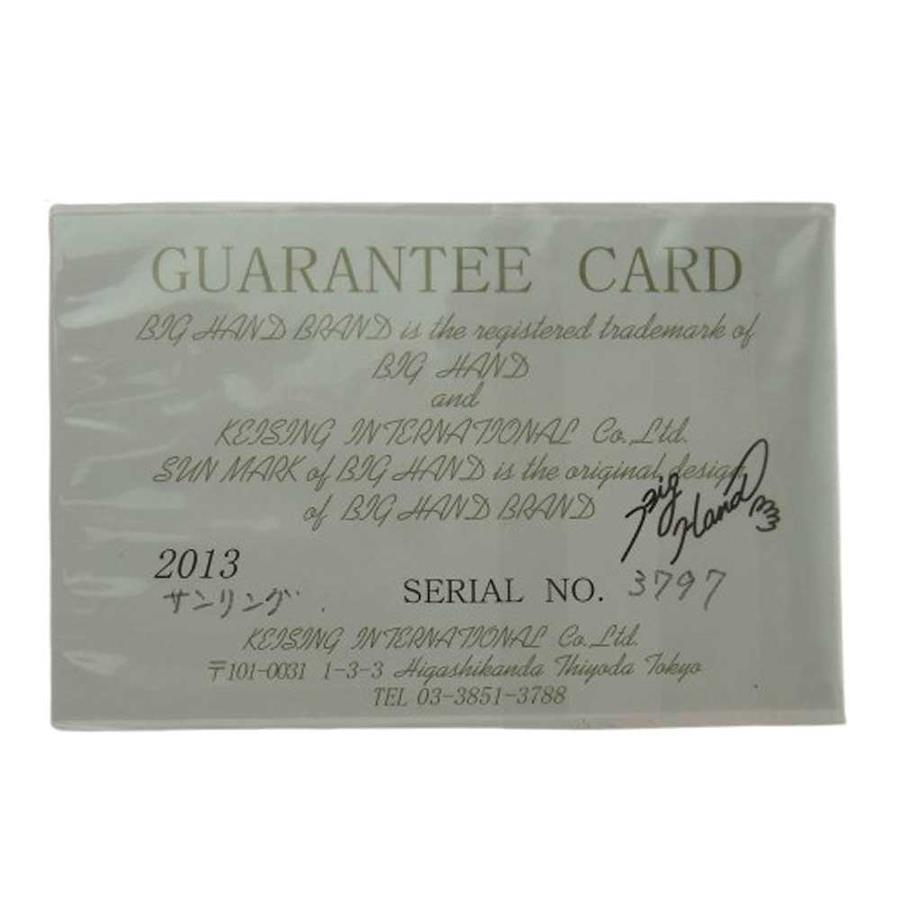 GUARANTEE CARD
BIG HAND BRAND is the registered trademark of
BIG HAND
and
KEISING INTERNATIONAL Co.,Ltd.
SUN MARK of BIG HAND is the original design
of BIG HAND BRAND
Big Hand
2013
サンリング
SERIAL NO. 3797
KEISING INTERNATIONAL Co.,Ltd.
〒101-0031 1-3-3 Higashikanda Thiyoda Tokyo
TEL 03-3851-3788